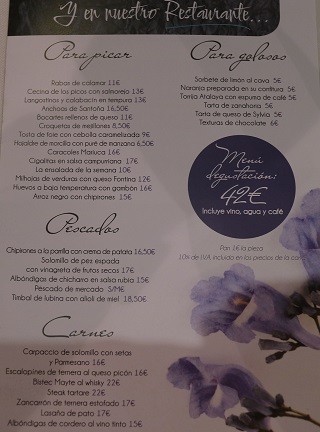 Y en nuestro Restaurante...
Para picar
Rabas de calamar 11€
Cecina de los picos con salmorejo 13€
Langostinos y calabacín en tempura 13€
Anchoas de Santoña 16,50€
Bocartes rellenos de queso 11€
Croquetas de mejillones 8,50€
Tosta de foie con cebolla caramelizada 9€
Hojaldre de morcilla con puré de manzana 6,50€
Caracoles Maruca 16€
Cigalitas en salsa campurriana 17€
La ensalada de la semana 10€
Milhojas de verduras con queso Fontina 12€
Huevos a baja temperatura con gambón 16€
Arroz negro con chipirones 15€
Pescados
Chipirones a la parrilla con crema de patata 16,50€
Solomillo de pez espada
con vinagreta de frutos secos 17€
Albóndigas de chicharro en salsa rubia 15€
Pescado de mercado S/M€
Timbal de lubina con alioli de miel 18,50€
Carnes
Carpaccio de solomillo con setas
y Parmesano 16€
Escalopines de ternera al queso picón 16€
Bistec Mayte al whisky 22€
Steak tartare 22€
Zancarrón de ternera estofado 17€
Lasaña de pato 17€
Albóndigas de cordero al vino tinto 15€
Para golosos
Sorbete de limón al cava 5€
Naranja preparada en su confitura 5€
Torrija Atalaya con espuma de café 5€
Tarta de zanahoria 5€
Tarta de queso de Sylvia 5€
Texturas de chocolate 6€
Menú
degustación:
42€
Incluye vino, agua y café
Pan 1€ la pieza
10% de IVA incluido en los precios de la carta